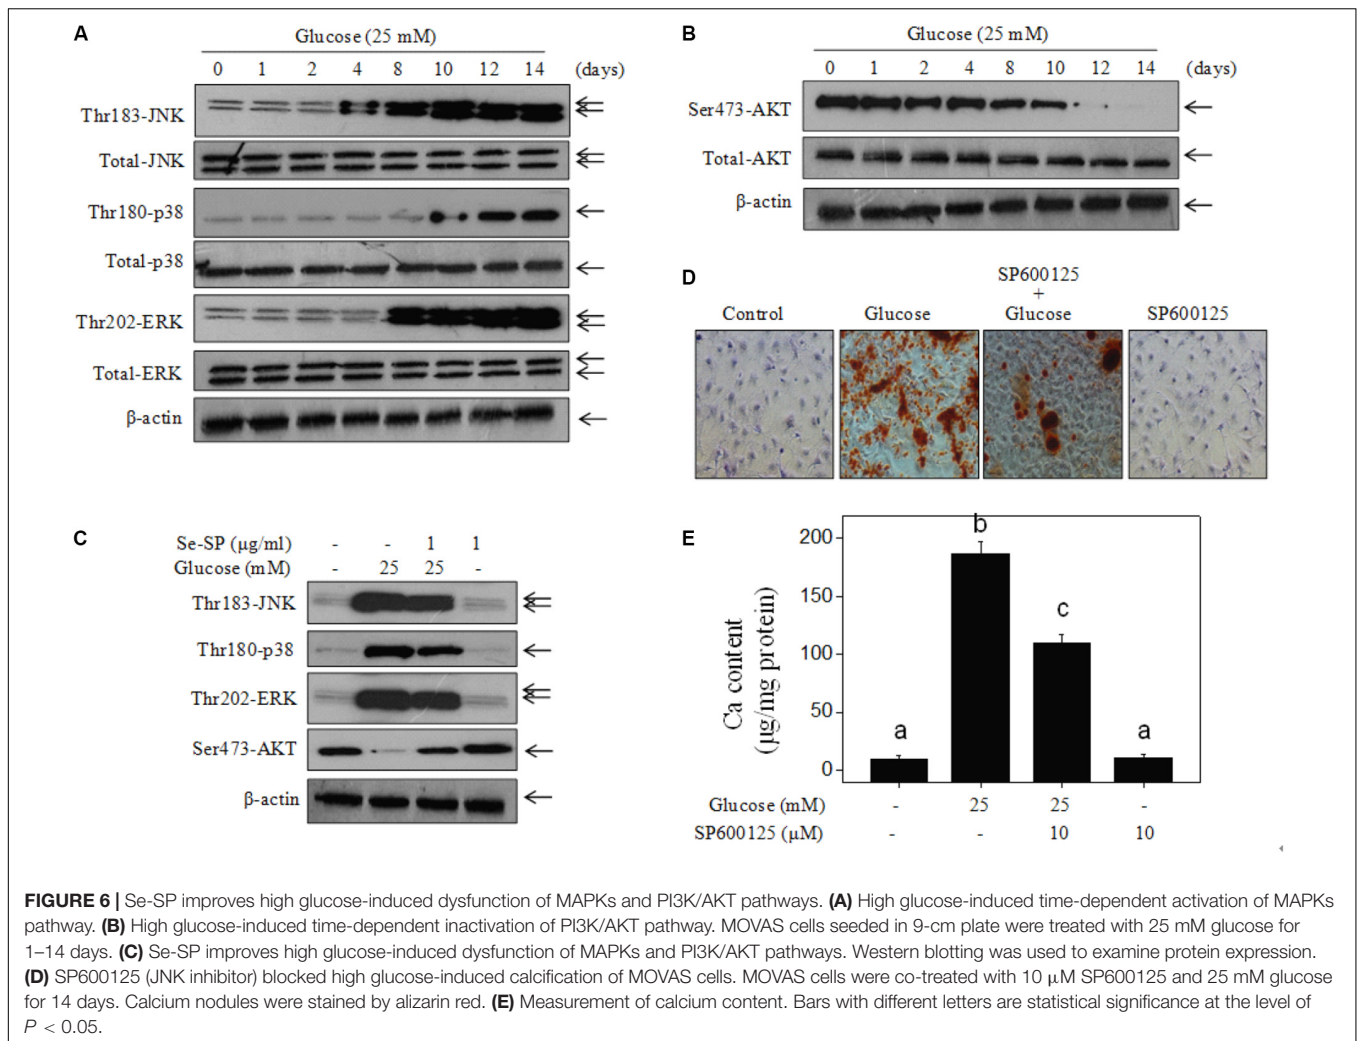 A
Glucose (25 mM)
0 1 2 4 8 10 12 14 (days)
Thr183-JNK
Total-JNK
Thr180-p38
Total-p38
Thr202-ERK
Total-ERK
β-actin
B
Glucose (25 mM)
0 1 2 4 8 10 12 14 (days)
Ser473-AKT
Total-AKT
β-actin
D
SP600125
+
Control Glucose Glucose SP600125
C
Se-SP (µg/ml) - - 1 1
Glucose (mM) - 25 25 -
Thr183-JNK
Thr180-p38
Thr202-ERK
Ser473-AKT
β-actin
E
Ca content
(µg/mg protein)
200
150
100
50
0
a b c a
Glucose (mM) - 25 25 -
SP600125 (µM) - - 10 10
FIGURE 6 | Se-SP improves high glucose-induced dysfunction of MAPKs and PI3K/AKT pathways. (A) High glucose-induced time-dependent activation of MAPKs
pathway. (B) High glucose-induced time-dependent inactivation of PI3K/AKT pathway. MOVAS cells seeded in 9-cm plate were treated with 25 mM glucose for
1–14 days. (C) Se-SP improves high glucose-induced dysfunction of MAPKs and PI3K/AKT pathways. Western blotting was used to examine protein expression.
(D) SP600125 (JNK inhibitor) blocked high glucose-induced calcification of MOVAS cells. MOVAS cells were co-treated with 10 µM SP600125 and 25 mM glucose
for 14 days. Calcium nodules were stained by alizarin red. (E) Measurement of calcium content. Bars with different letters are statistical significance at the level of
P < 0.05.